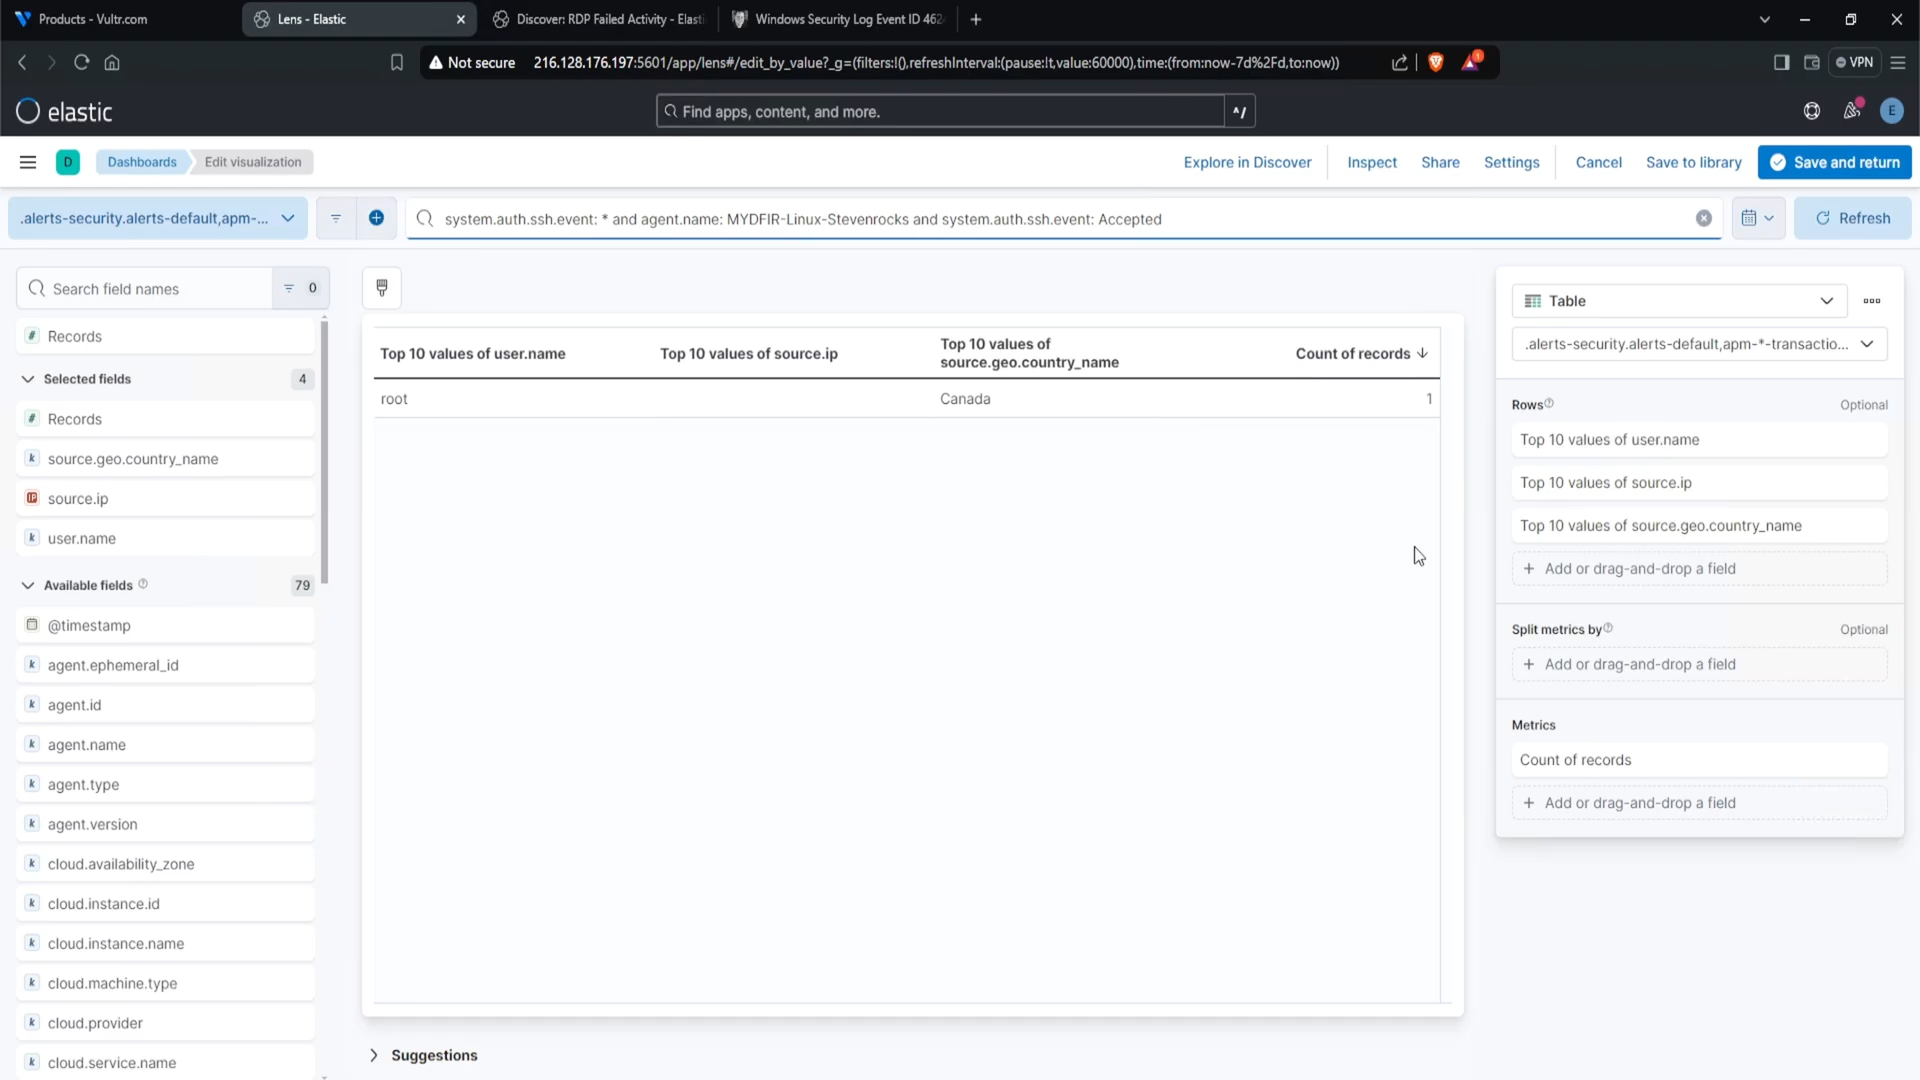 Products - Vultr.com
Lens - Elastic
Discover: RDP Failed Activity - Elasti
Windows Security Log Event ID 462
Not secure
216.128.176.197:5601/app/lens#/edit_by_value?_g=(filters:!(),refreshInterval:(pause:!t,value:60000),time:(from:now-7d%2Fd,to:now))
VPN
elastic
Find apps, content, and more.
^/
E
D
Dashboards
Edit visualization
Explore in Discover
Inspect
Share
Settings
Cancel
Save to library
Save and return
.alerts-security.alerts-default,apm-...
system.auth.ssh.event: * and agent.name: MYDFIR-Linux-Stevenrocks and system.auth.ssh.event: Accepted
Refresh
Search field names
0
Records
Selected fields
4
Records
source.geo.country_name
source.ip
user.name
Available fields
79
@timestamp
agent.ephemeral_id
agent.id
agent.name
agent.type
agent.version
cloud.availability_zone
cloud.instance.id
cloud.instance.name
cloud.machine.type
cloud.provider
cloud.service.name
Top 10 values of user.name
Top 10 values of source.ip
Top 10 values of
source.geo.country_name
Count of records
root
Canada
1
Suggestions
Table
.alerts-security.alerts-default,apm-*-transactio...
Rows
Optional
Top 10 values of user.name
Top 10 values of source.ip
Top 10 values of source.geo.country_name
Add or drag-and-drop a field
Split metrics by
Optional
Add or drag-and-drop a field
Metrics
Count of records
Add or drag-and-drop a field